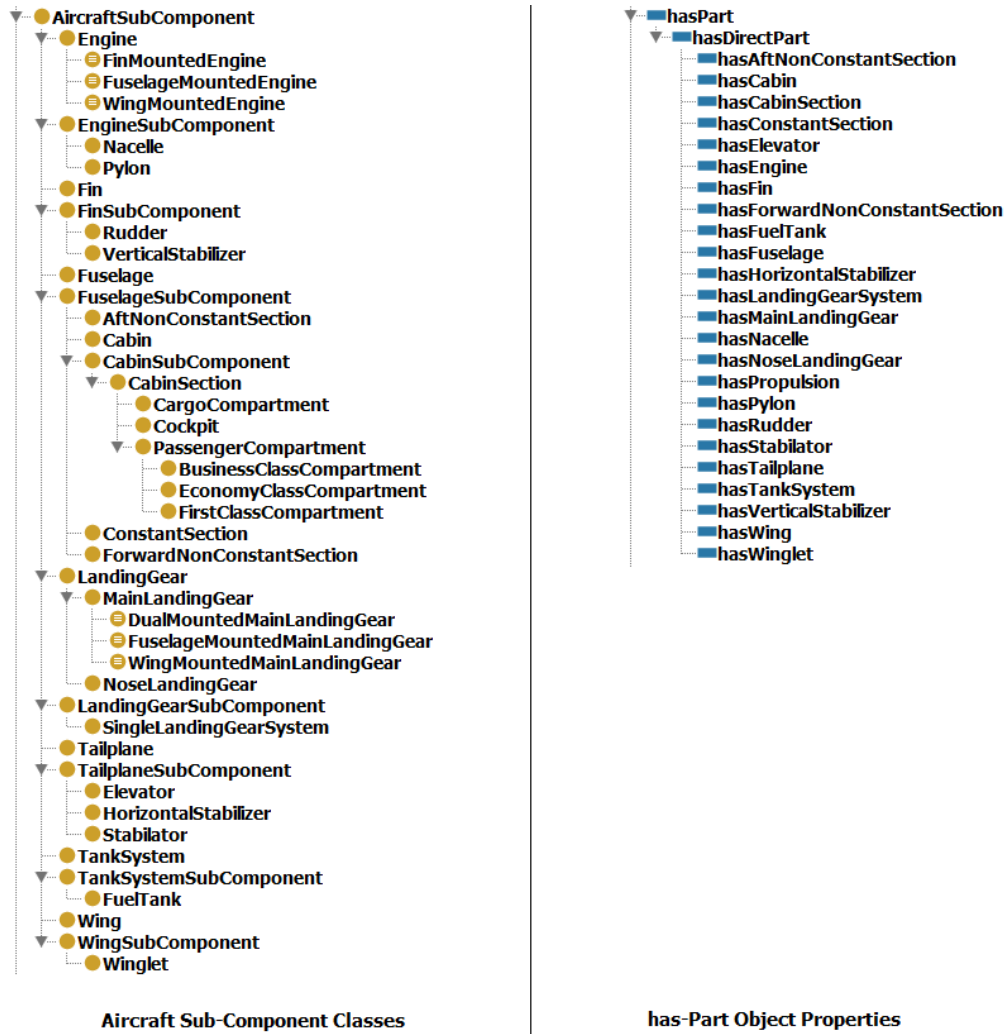 AircraftSubComponent
Engine
FinMountedEngine
FuselageMountedEngine
WingMountedEngine
EngineSubComponent
Nacelle
Pylon
Fin
FinSubComponent
Rudder
VerticalStabilizer
Fuselage
FuselageSubComponent
AftNonConstantSection
Cabin
CabinSubComponent
CabinSection
CargoCompartment
Cockpit
PassengerCompartment
BusinessClassCompartment
EconomyClassCompartment
FirstClassCompartment
ConstantSection
ForwardNonConstantSection
LandingGear
MainLandingGear
DualMountedMainLandingGear
FuselageMountedMainLandingGear
WingMountedMainLandingGear
NoseLandingGear
LandingGearSubComponent
SingleLandingGearSystem
Tailplane
TailplaneSubComponent
Elevator
HorizontalStabilizer
Stabilator
TankSystem
TankSystemSubComponent
FuelTank
Wing
WingSubComponent
Winglet
Aircraft Sub-Component Classes
hasPart
hasDirectPart
hasAftNonConstantSection
hasCabin
hasCabinSection
hasConstantSection
hasElevator
hasEngine
hasFin
hasForwardNonConstantSection
hasFuelTank
hasFuselage
hasHorizontalStabilizer
hasLandingGearSystem
hasMainLandingGear
hasNacelle
hasNoseLandingGear
hasPropulsion
hasPylon
hasRudder
hasStabilator
hasTailplane
hasTankSystem
hasVerticalStabilizer
hasWing
hasWinglet
has-Part Object Properties